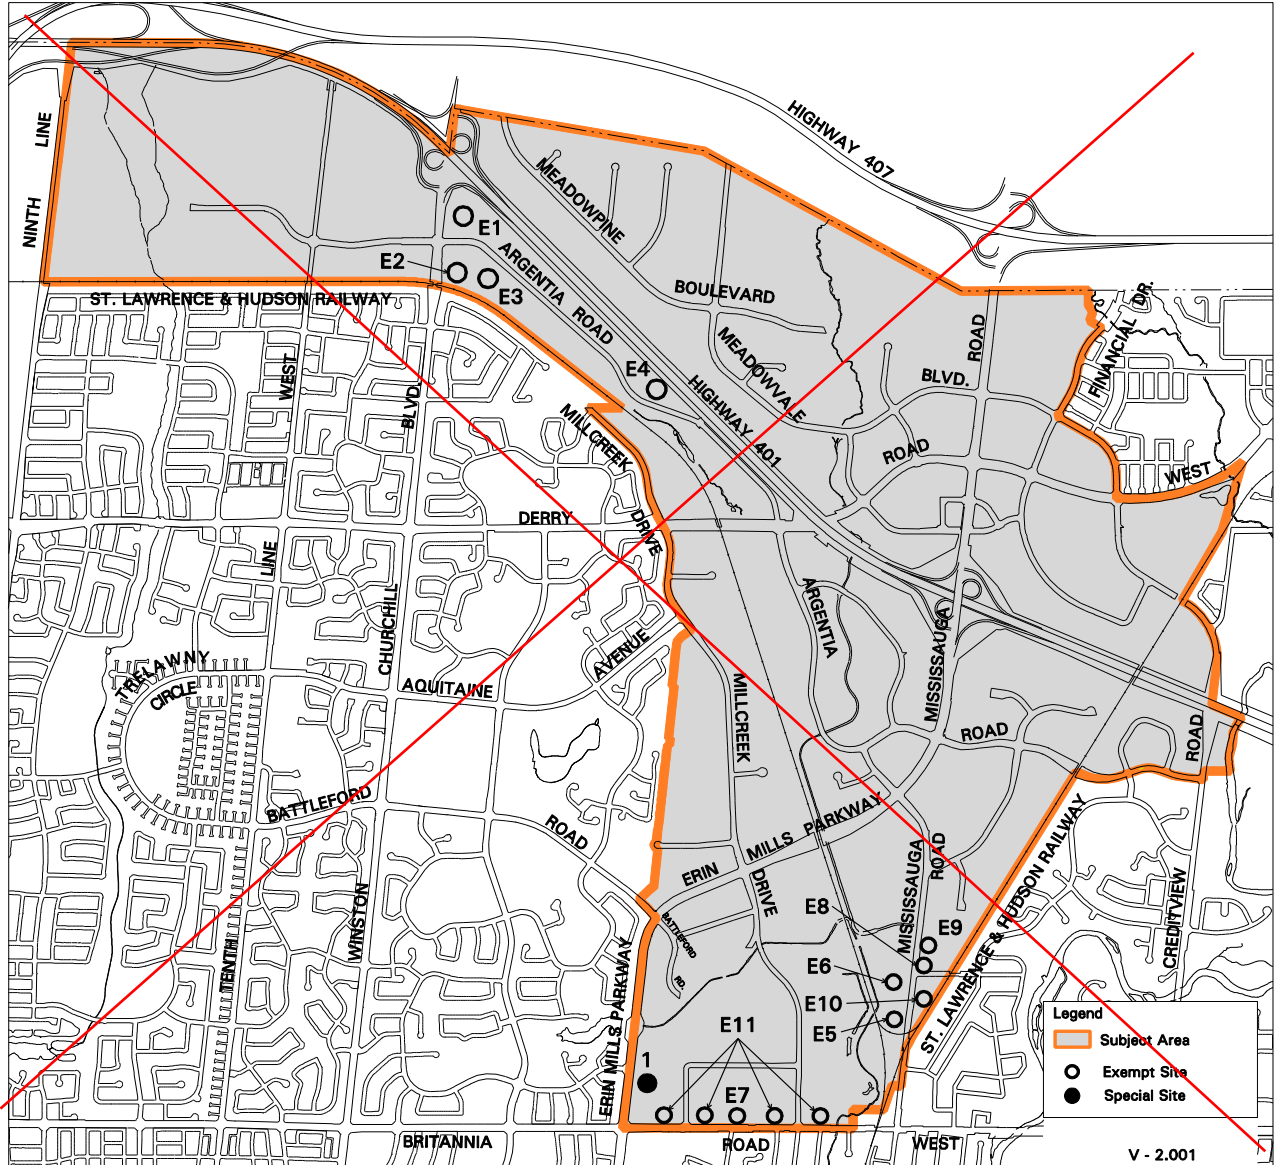 HIGHWAY 407
NINTH LINE
MEADOWPINE
BOULEVARD
E1
E2
E3
ARGENTIA ROAD
ST. LAWRENCE & HUDSON RAILWAY
FINANCIAL DR.
MEADOWVALE
ROAD
BLVD.
E4
HIGHWAY 401
WEST
BLVD.
MILLCREEK
DRIVE
ROAD
WEST
DERRY
LINE
CHURCHILL
ARGENTIA
MISSISSAUGA
AVENUE
TRELAWNY
CIRCLE
AQUITAINE
MILLCREEK
ROAD
ROAD
BATTLEFORD
ROAD
MILLS PARKWAY
ERIN
DRIVE
MISSISSAUGA
ROAD
ST. LAWRENCE & HUDSON RAILWAY
CREDITVIEW
WINSTON
TENTH
BATTLEFORD
RD.
E8
E9
E6
E10
E5
E11
E7
1
ERIN MILLS PARKWAY
Legend
Subject Area
Exempt Site
Special Site
BRITANNIA
ROAD
WEST
V - 2.001